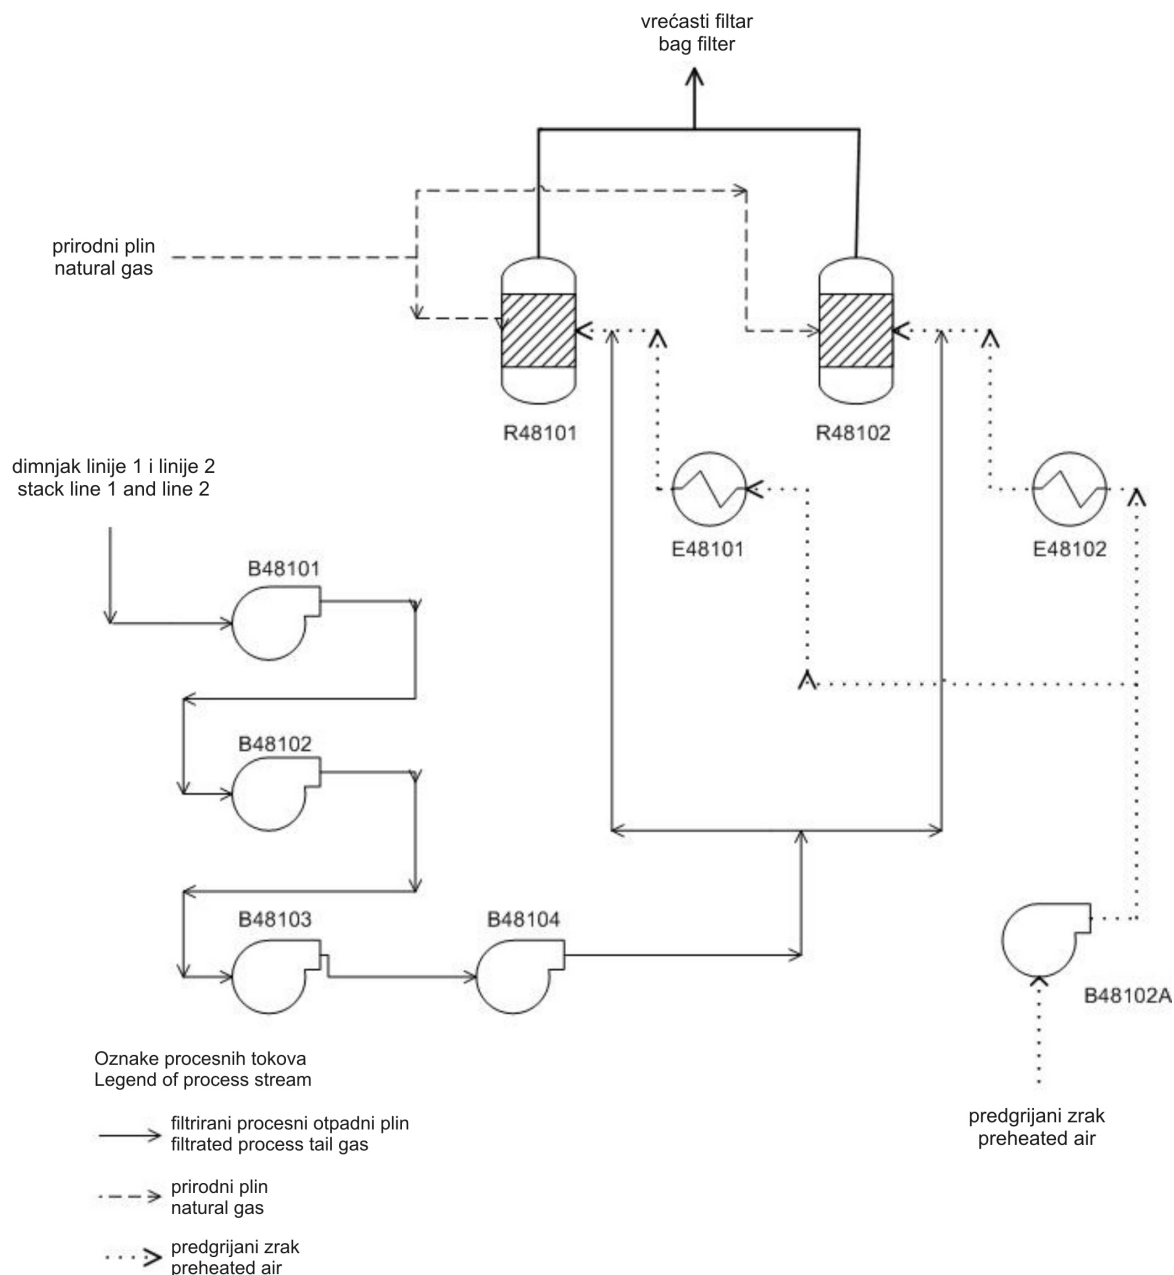 vrećasti filtar
bag filter
prirodni plin
natural gas
R48101
R48102
dimnjak linije 1 i linije 2
stack line 1 and line 2
E48101
E48102
B48101
B48102
B48103
B48104
B48102A
Oznake procesnih tokova
Legend of process stream
filtrirani procesni otpadni plin
filtrated process tail gas
predgrijani zrak
preheated air
prirodni plin
natural gas
predgrijani zrak
preheated air